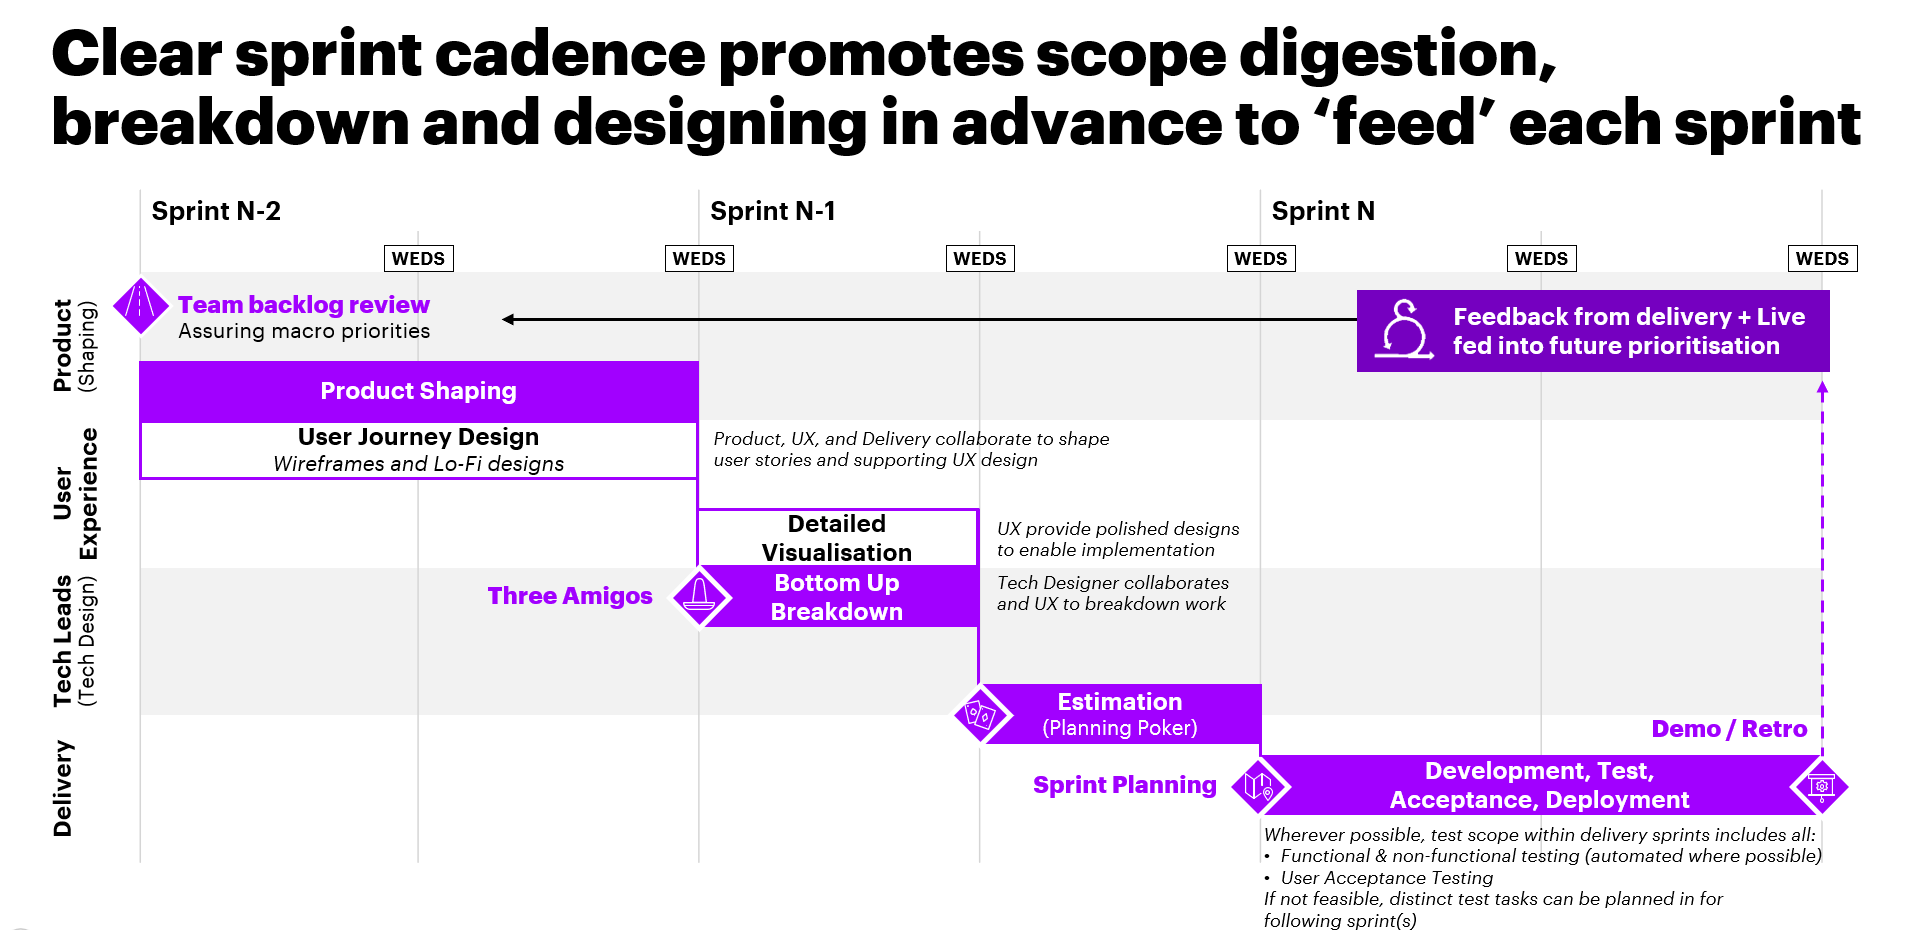 Clear sprint cadence promotes scope digestion,
breakdown and designing in advance to ‘feed’ each sprint
Sprint N-2
Sprint N-1
Sprint N
WEDS
WEDS
WEDS
WEDS
WEDS
WEDS
Product
(Shaping)
Team backlog review
Assuring macro priorities
Feedback from delivery + Live
fed into future prioritisation
Product Shaping
User
Experience
User Journey Design
Wireframes and Lo-Fi designs
Product, UX, and Delivery collaborate to shape
user stories and supporting UX design
Detailed
Visualisation
UX provide polished designs
to enable implementation
Tech Leads
(Tech Design)
Three Amigos
Bottom Up
Breakdown
Tech Designer collaborates
and UX to breakdown work
Estimation
(Planning Poker)
Delivery
Demo / Retro
Sprint Planning
Development, Test,
Acceptance, Deployment
Wherever possible, test scope within delivery sprints includes all:
• Functional & non-functional testing (automated where possible)
• User Acceptance Testing
If not feasible, distinct test tasks can be planned in for
following sprint(s)